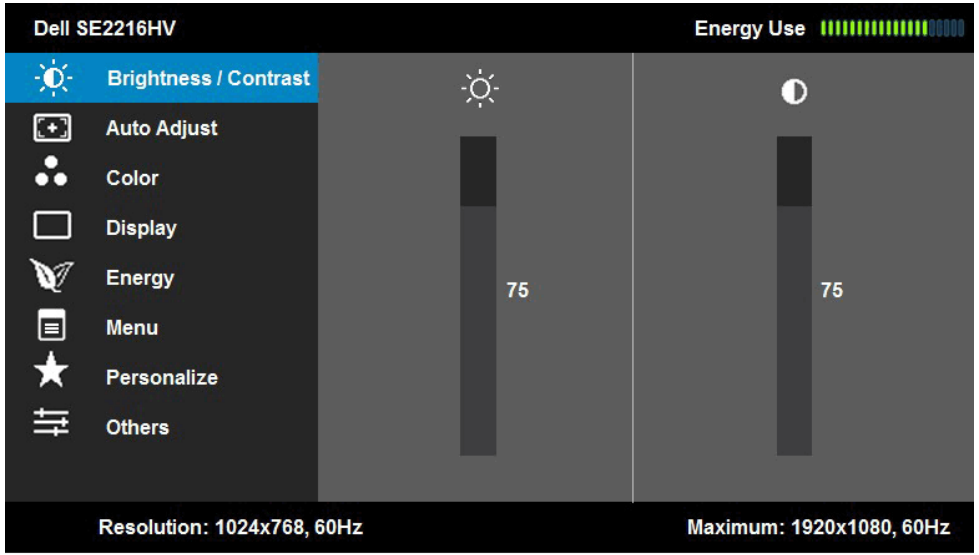 Dell SE2216HV
Energy Use
Brightness / Contrast
Auto Adjust
Color
Display
Energy
Menu
Personalize
Others
75
75
Resolution: 1024x768, 60Hz
Maximum: 1920x1080, 60Hz